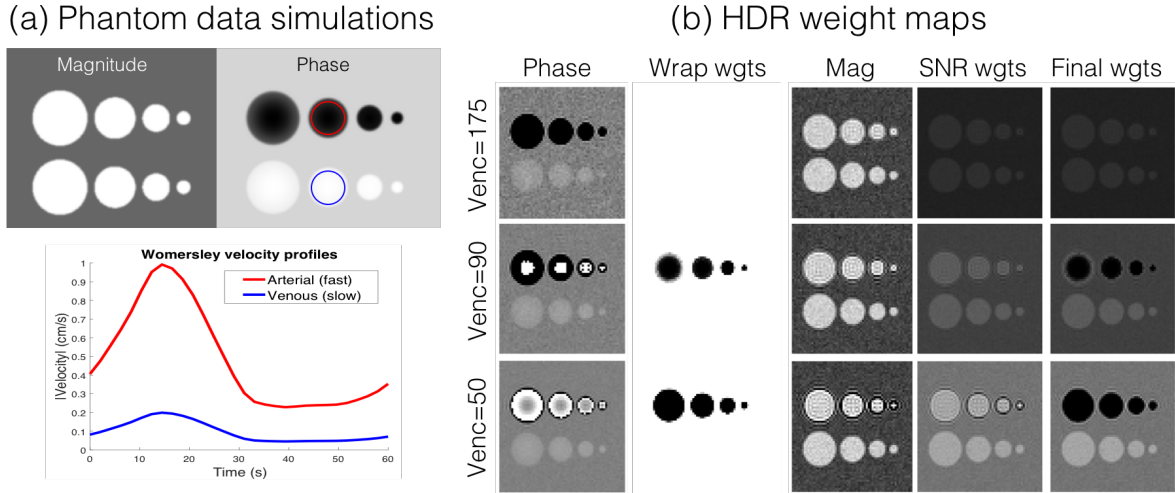 (a) Phantom data simulations
Magnitude
Phase
Womersley velocity profiles
Arterial (fast)
Venous (slow)
|Velocity| (cm/s)
1
0.9
0.8
0.7
0.6
0.5
0.4
0.3
0.2
0.1
0
0 10 20 30 40 50 60
Time (s)
(b) HDR weight maps
Phase Wrap wgts Mag SNR wgts Final wgts
Venc=175
Venc=90
Venc=50